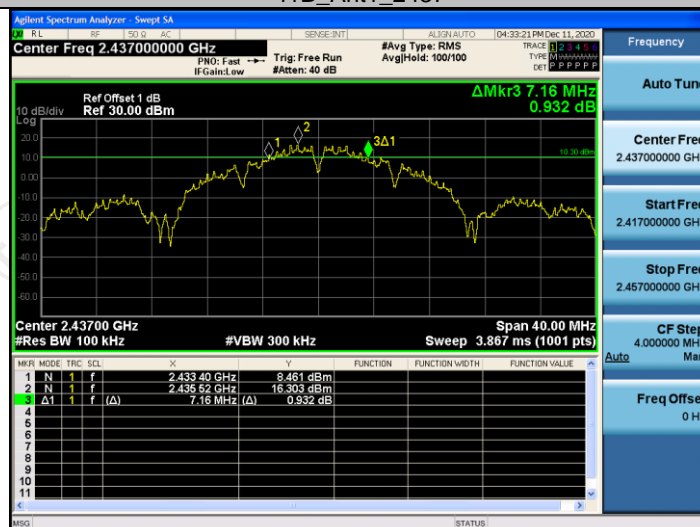 Agilent Spectrum Analyzer - Swept SA
RL RF 50 Ω AC SENSE:INT ALIGN AUTO 04:33:21 PM Dec 11, 2020
Center Freq 2.437000000 GHz
PNO: Fast Trig: Free Run
IFGain:Low #Atten: 40 dB
#Avg Type: RMS
Avg|Hold: 100/100
TRACE 1 2 3 4 5 6
TYPE M
DET P P P P P P
Ref Offset 1 dB
10 dB/div Ref 30.00 dBm
Log
ΔMkr3 7.16 MHz
0.932 dB
20.0
10.0
0.00
-10.0
-20.0
-30.0
-40.0
-50.0
-60.0
1
2
3Δ1
10.30 dBm
Center 2.43700 GHz Span 40.00 MHz
#Res BW 100 kHz #VBW 300 kHz Sweep 3.867 ms (1001 pts)
MKR MODE TRC SCL X Y FUNCTION FUNCTION WIDTH FUNCTION VALUE
1 N 1 f 2.433 40 GHz 8.461 dBm
2 N 1 f 2.435 52 GHz 16.303 dBm
3 Δ1 1 f (Δ) 7.16 MHz (Δ) 0.932 dB
4
5
6
7
8
9
10
11
MSG STATUS
Frequency
Auto Tun
Center Fre
2.437000000 GH
Start Fre
2.417000000 GH
Stop Fre
2.457000000 GH
CF Ste
4.000000 MH
Auto Ma
Freq Offse
0 H